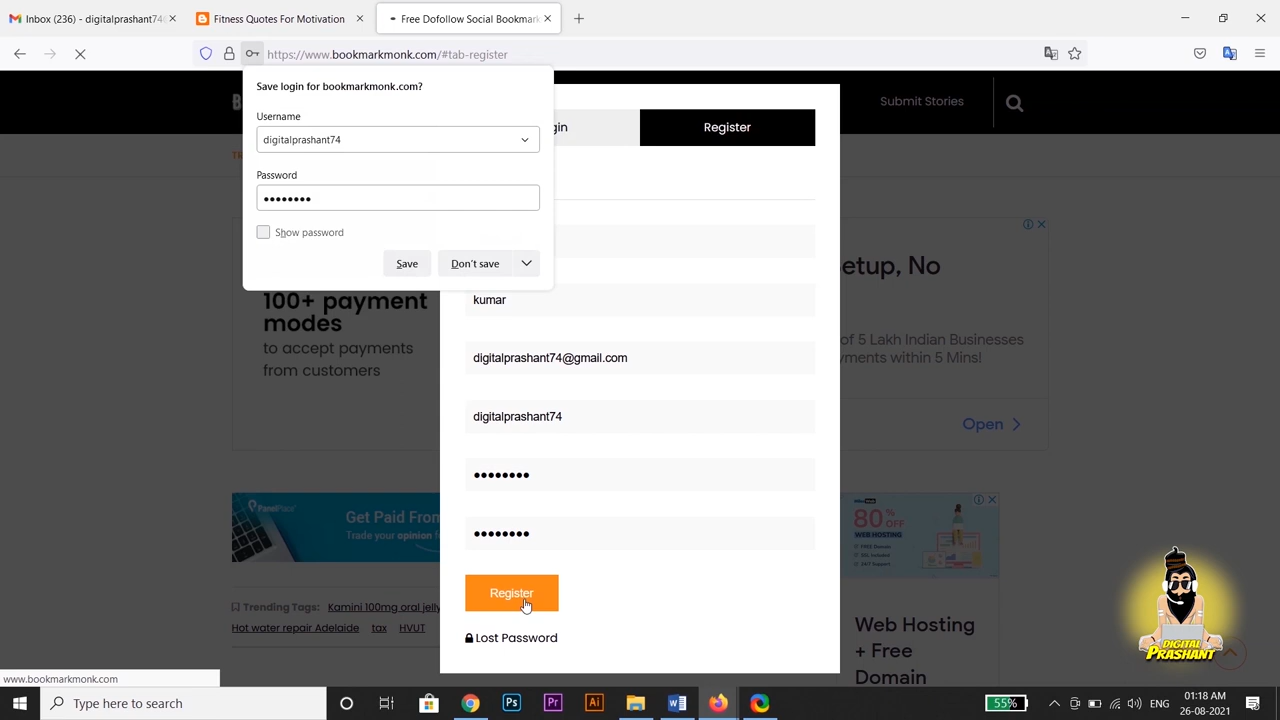 Inbox (236) - digitalprashant74
Fitness Quotes For Motivation
Free Dofollow Social Bookmark
https://www.bookmarkmonk.com/#tab-register
Save login for bookmarkmonk.com?
Username
digitalprashant74
Password
••••••••
Show password
Save
Don't save
Register
Submit Stories
kumar
digitalprashant74@gmail.com
digitalprashant74
••••••••
••••••••
Register
Lost Password
100+ payment
modes
to accept payments
from customers
etup, No
of 5 Lakh Indian Businesses
yments within 5 Mins!
Open
PanelPlace
Get Paid From
Trade your opinion
80%
OFF
WEB HOSTING
Web Hosting
+ Free
Domain
Trending Tags: Kamini 100mg oral jelly
Hot water repair Adelaide tax HVUT
DIGITAL
PRASHANT
www.bookmarkmonk.com
Type here to search
55%
ENG
01:18 AM
26-08-2021